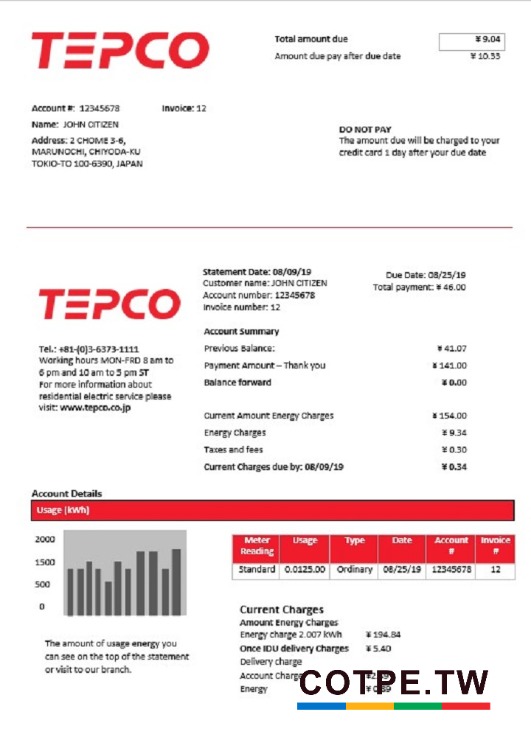 TEPCO
Total amount due ¥ 9.04
Amount due pay after due date ¥ 10.33
Account #: 12345678 Invoice: 12
Name: JOHN CITIZEN
Address: 2 CHOME 3-6,
MARUNOCHI, CHIYODA-KU
TOKIO-TO 100-6390, JAPAN
DO NOT PAY
The amount due will be charged to your
credit card 1 day after your due date
TEPCO
Statement Date: 08/09/19
Customer name: JOHN CITIZEN
Account number: 12345678
Invoice number: 12
Due Date: 08/25/19
Total payment: ¥ 46.00
Tel.: +81-(0)3-6373-1111
Working hours MON-FRD 8 am to
6 pm and 10 am to 5 pm ST
For more information about
residential electric service please
visit: www.tepco.co.jp
Account Summary
Previous Balance: ¥ 41.07
Payment Amount – Thank you ¥ 141.00
Balance forward ¥ 0.00
Current Amount Energy Charges ¥ 154.00
Energy Charges ¥ 9.34
Taxes and fees ¥ 0.30
Current Charges due by: 08/09/19 ¥ 0.34
Account Details
Usage (kWh)
2000
1500
500
0
The amount of usage energy you
can see on the top of the statement
or visit to our branch.
Meter Reading Usage Type Date Account # Invoice #
Standard 0.0125.00 Ordinary 08/25/19 12345678 12
Current Charges
Amount Energy Charges
Energy charge 2.007 kWh ¥ 194.84
Once IDU delivery Charges ¥ 5.40
Delivery charge
Account Charge
Energy
COTPE.TW